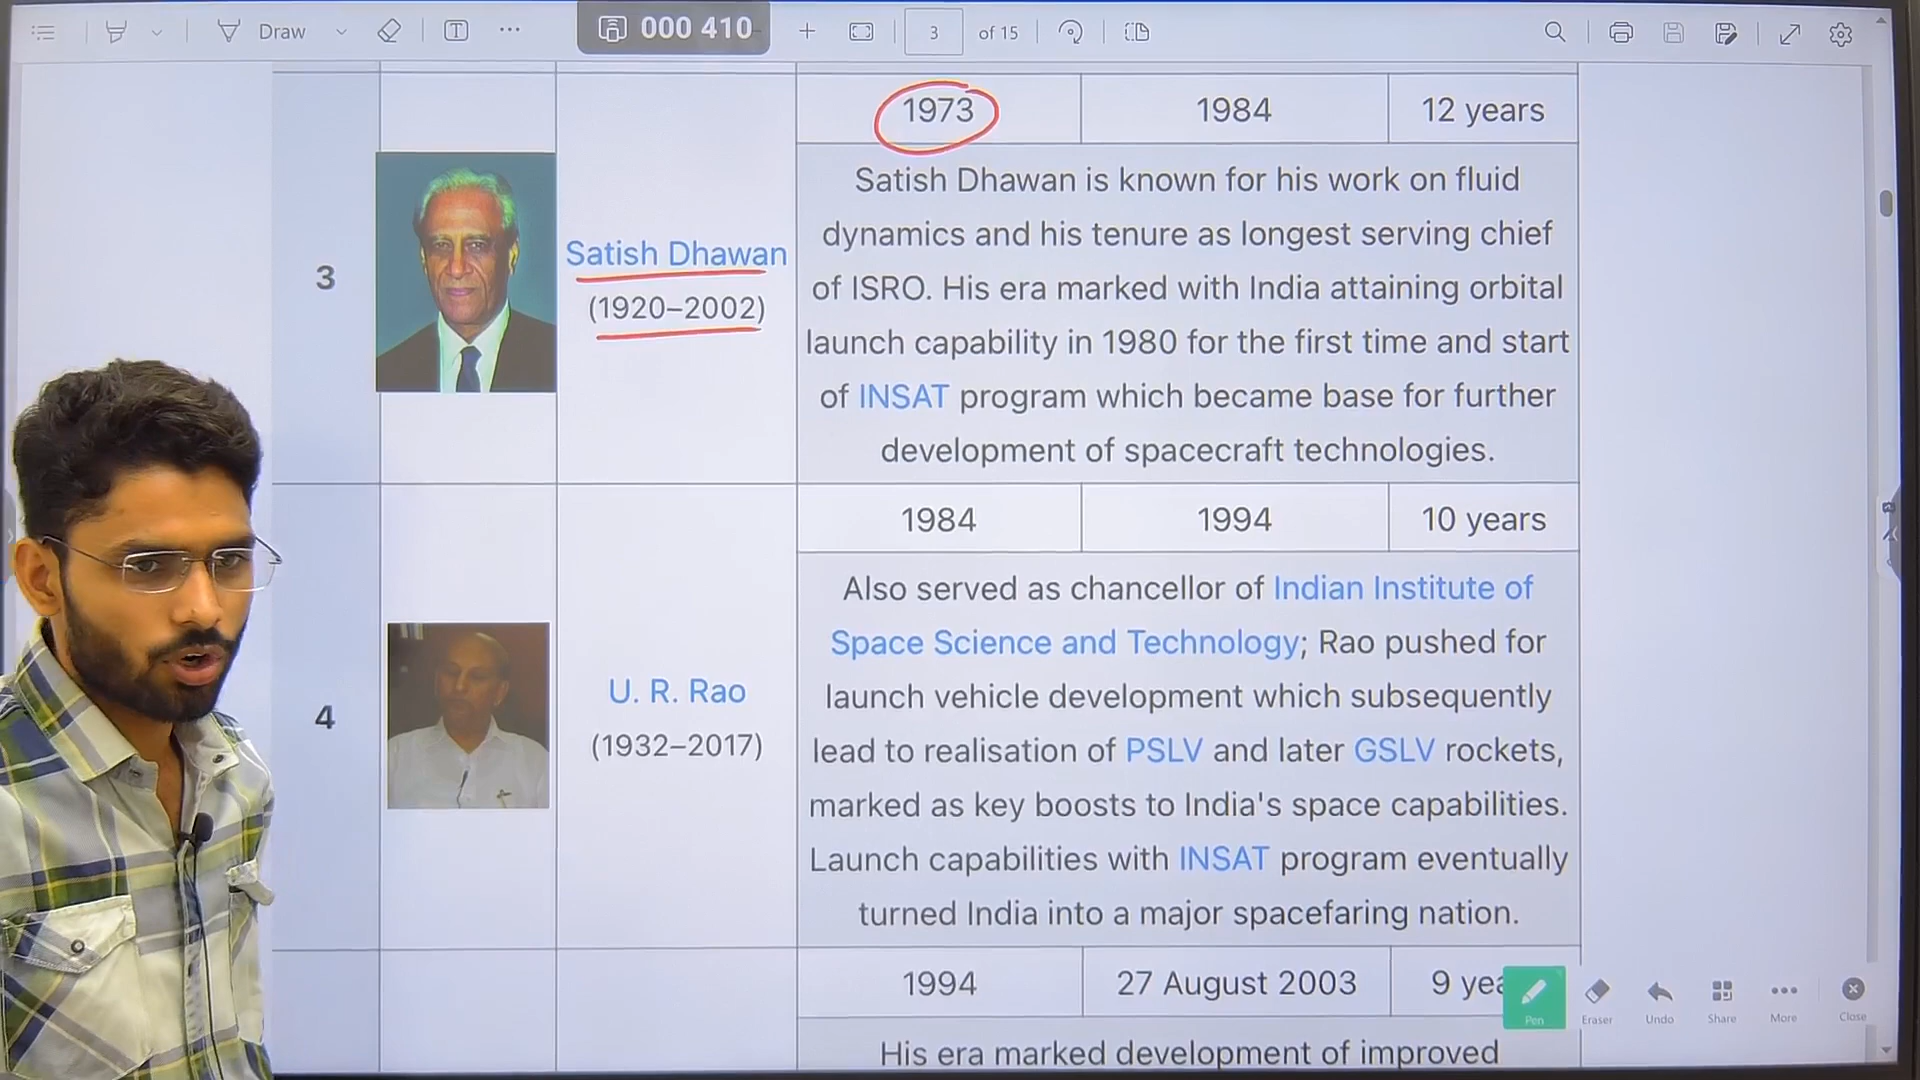 Draw
000 410
3
of 15
1973
1984
12 years
3
Satish Dhawan
(1920–2002)
Satish Dhawan is known for his work on fluid
dynamics and his tenure as longest serving chief
of ISRO. His era marked with India attaining orbital
launch capability in 1980 for the first time and start
of INSAT program which became base for further
development of spacecraft technologies.
1984
1994
10 years
4
U. R. Rao
(1932–2017)
Also served as chancellor of Indian Institute of
Space Science and Technology; Rao pushed for
launch vehicle development which subsequently
lead to realisation of PSLV and later GSLV rockets,
marked as key boosts to India's space capabilities.
Launch capabilities with INSAT program eventually
turned India into a major spacefaring nation.
1994
27 August 2003
9 yea
His era marked development of improved
Pen
Eraser
Undo
Share
More
Close